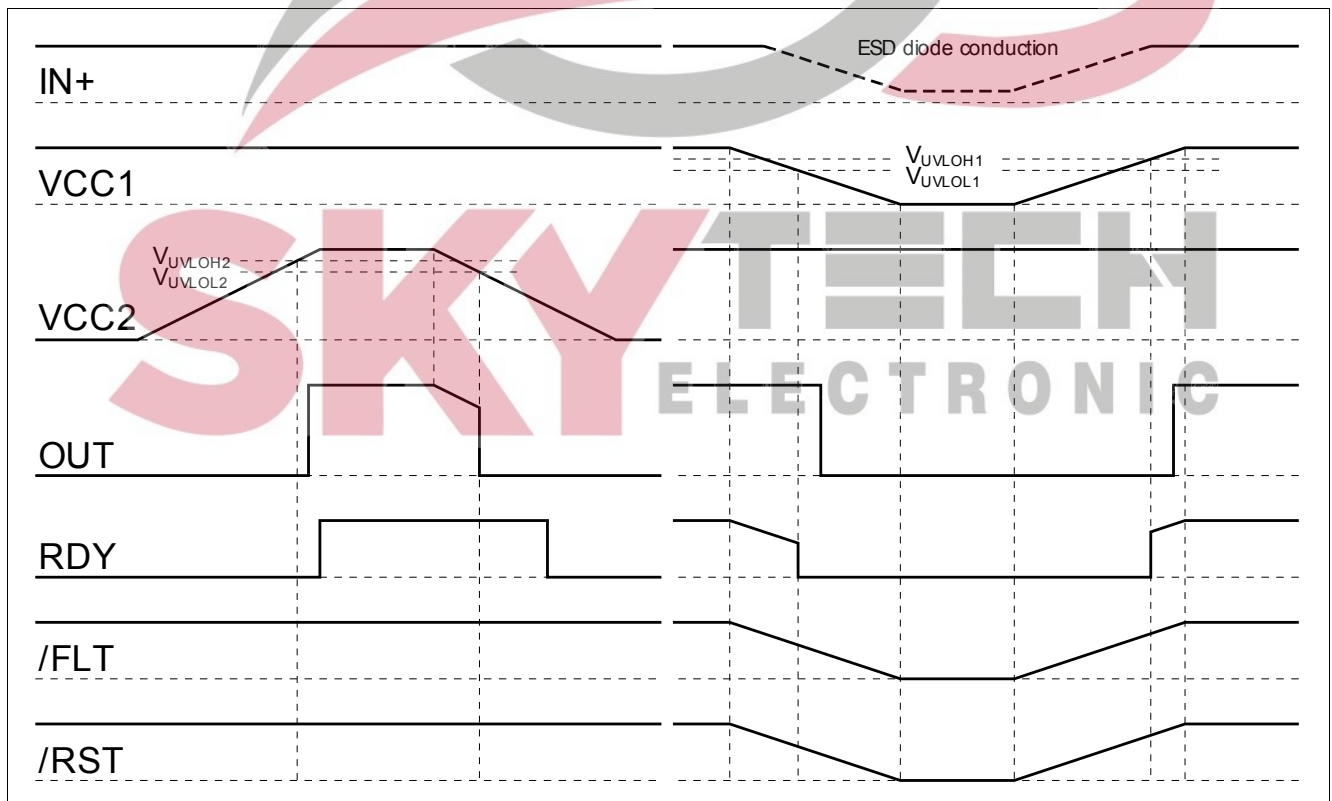 ESD diode conduction
IN+
VUVLOH1
VUVLOL1
VCC1
VUVLOH2
VUVLOL2
VCC2
OUT
RDY
/FLT
/RST
SKYTECH
ELECTRONIC